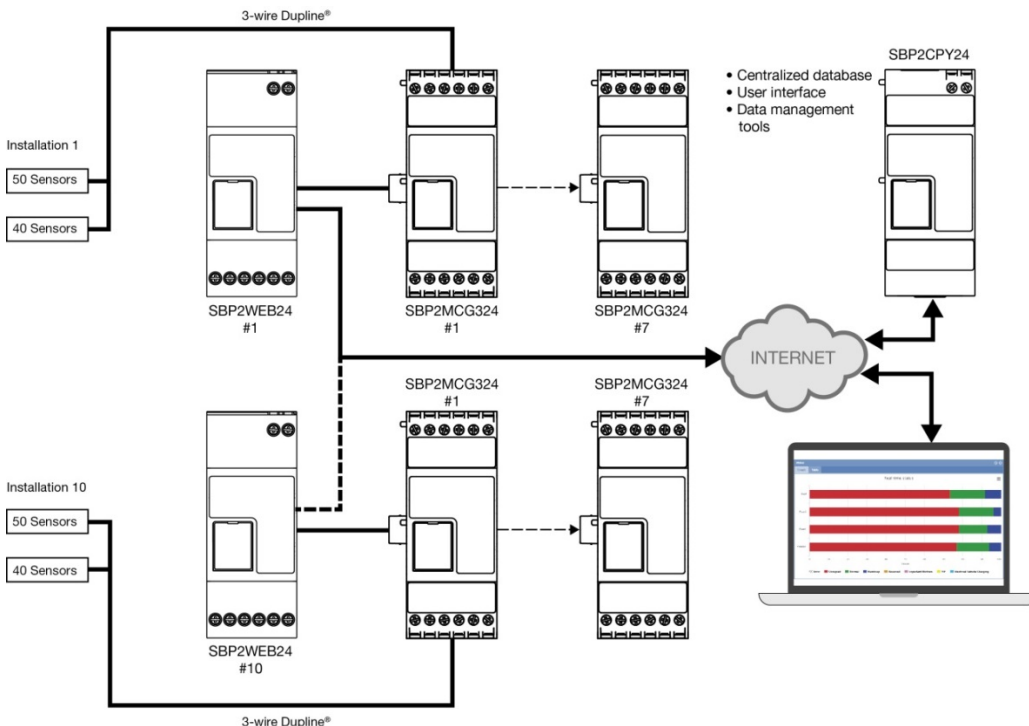 3-wire Dupline®
SBP2CPY24
• Centralized database
• User interface
• Data management
tools
Installation 1
50 Sensors
40 Sensors
SBP2WEB24
#1
SBP2MCG324
#1
SBP2MCG324
#7
INTERNET
SBP2MCG324
#1
SBP2MCG324
#7
Installation 10
50 Sensors
40 Sensors
SBP2WEB24
#10
3-wire Dupline®